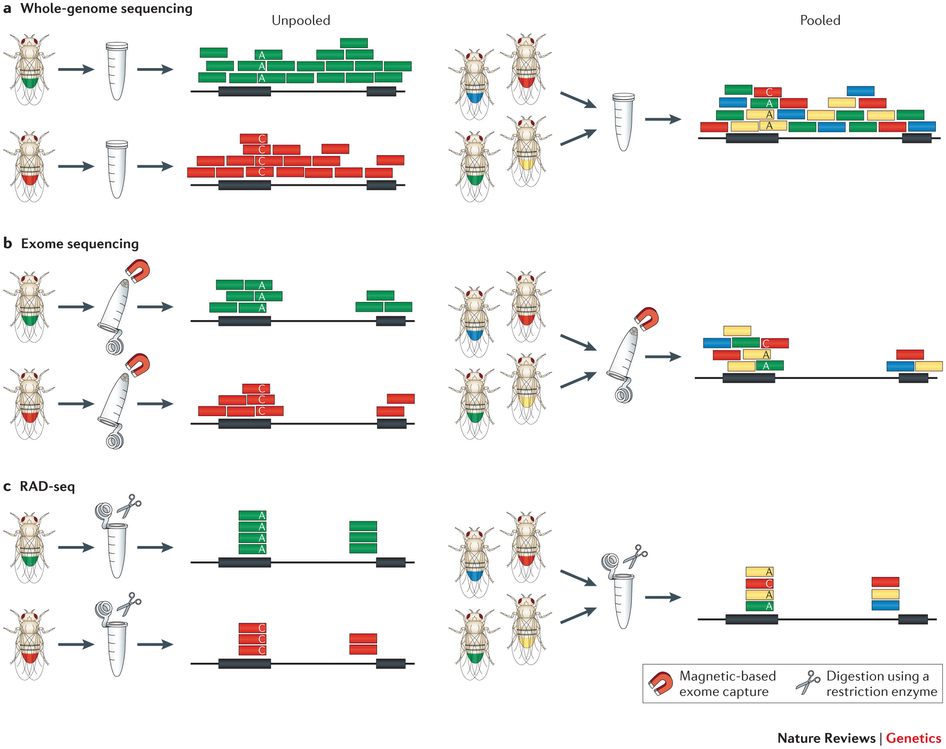 a Whole-genome sequencing
Unpooled
Pooled
A
A
A
C
C
C
C
C
A
A
A
b Exome sequencing
A
A
A
C
C
C
C
A
A
c RAD-seq
A
A
A
A
C
C
C
A
C
A
A
Magnetic-based
exome capture
Digestion using a
restriction enzyme
Nature Reviews | Genetics